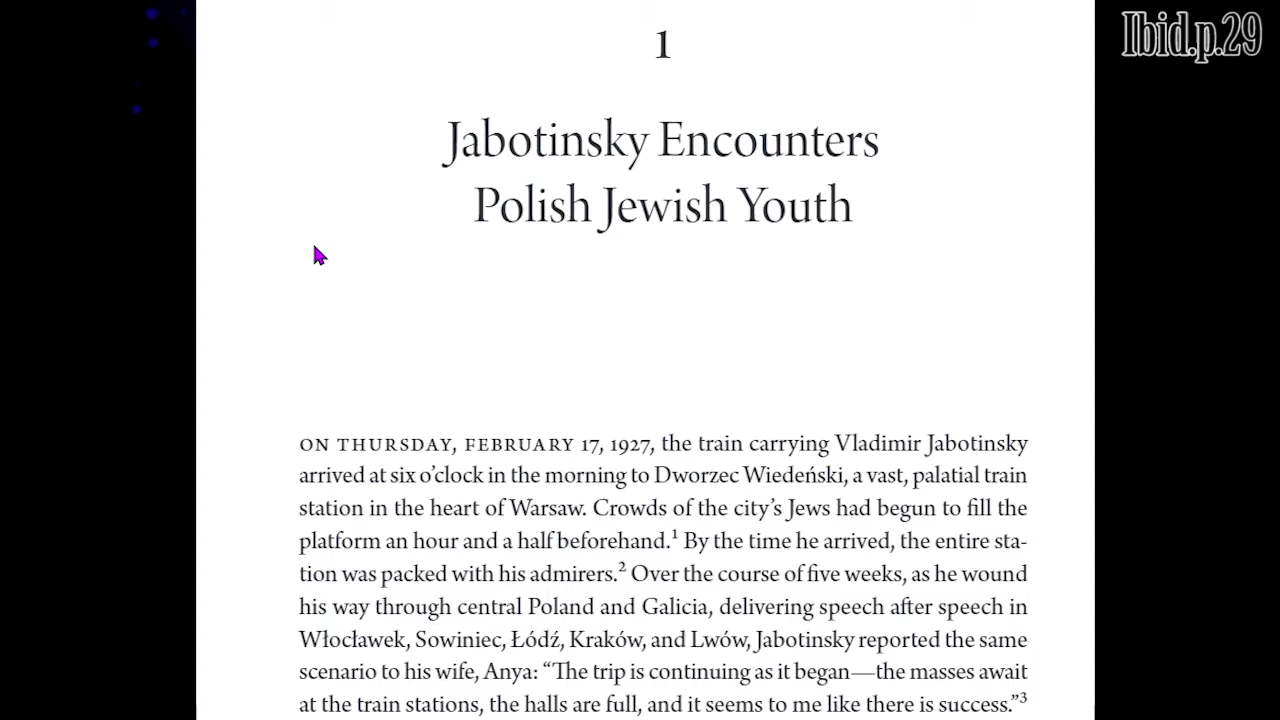 Ibid.p.29
1
Jabotinsky Encounters
Polish Jewish Youth
ON THURSDAY, FEBRUARY 17, 1927, the train carrying Vladimir Jabotinsky
arrived at six o’clock in the morning to Dworzec Wiedeński, a vast, palatial train
station in the heart of Warsaw. Crowds of the city’s Jews had begun to fill the
platform an hour and a half beforehand.¹ By the time he arrived, the entire sta-
tion was packed with his admirers.² Over the course of five weeks, as he wound
his way through central Poland and Galicia, delivering speech after speech in
Włocławek, Sowiniec, Łódź, Kraków, and Lwów, Jabotinsky reported the same
scenario to his wife, Anya: “The trip is continuing as it began—the masses await
at the train stations, the halls are full, and it seems to me like there is success.”³